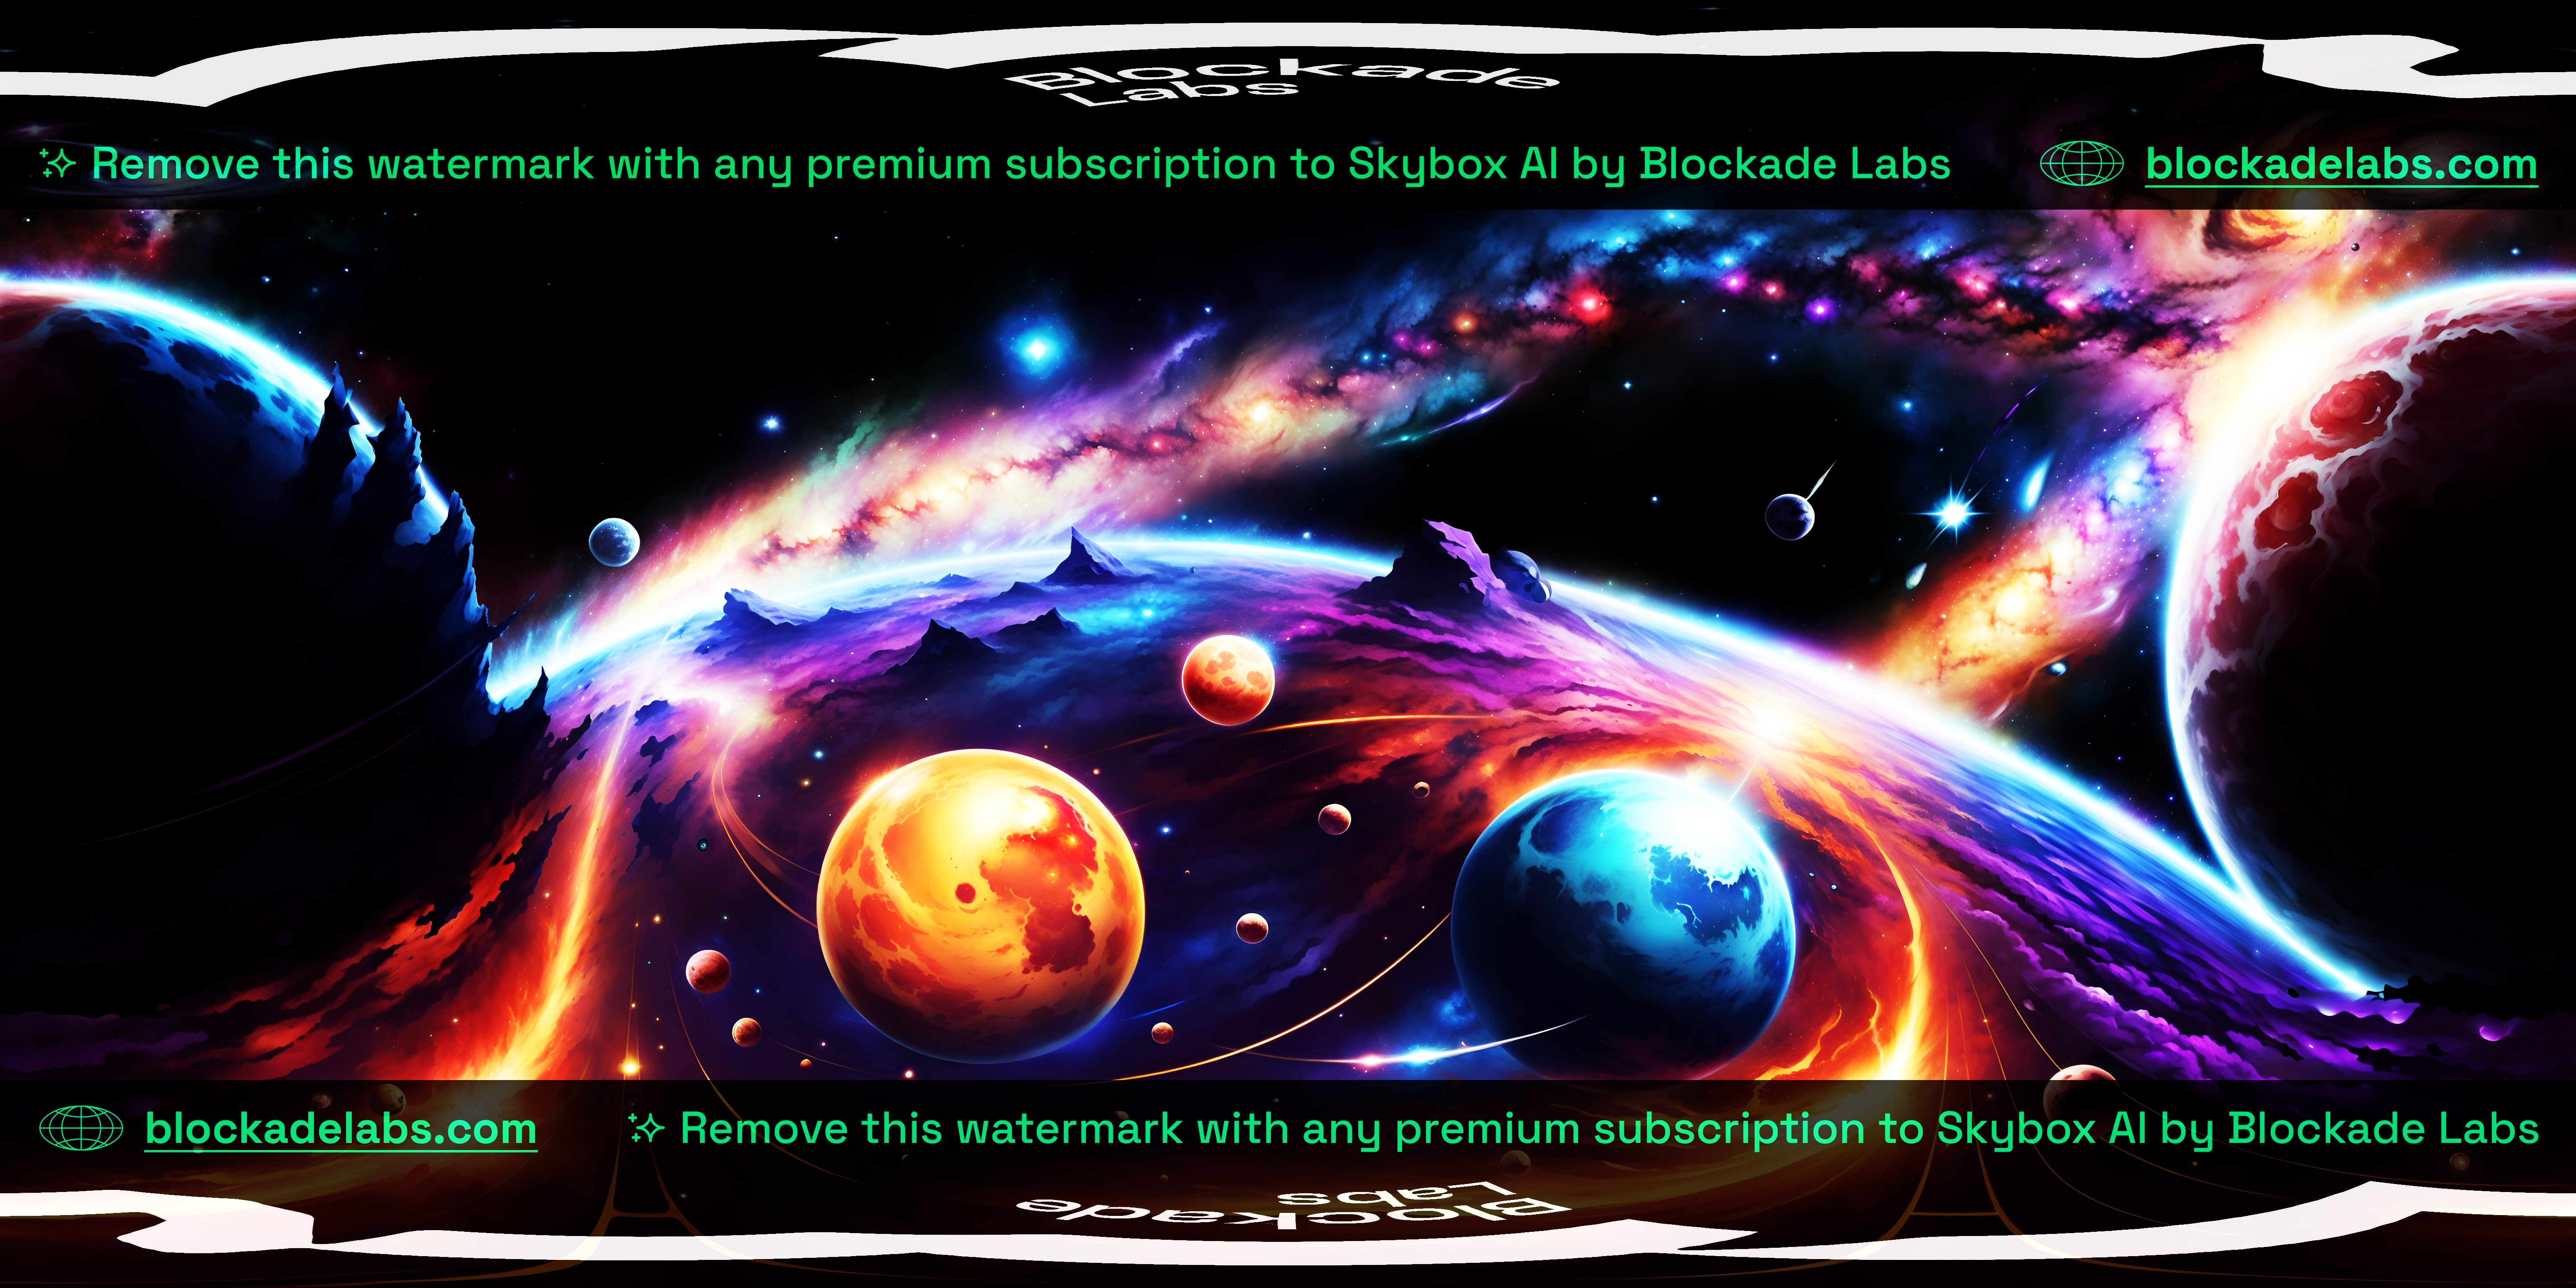 Blockade
Labs
Remove this watermark with any premium subscription to Skybox AI by Blockade Labs blockadelabs.com
blockadelabs.com Remove this watermark with any premium subscription to Skybox AI by Blockade Labs
Labs
Blockade